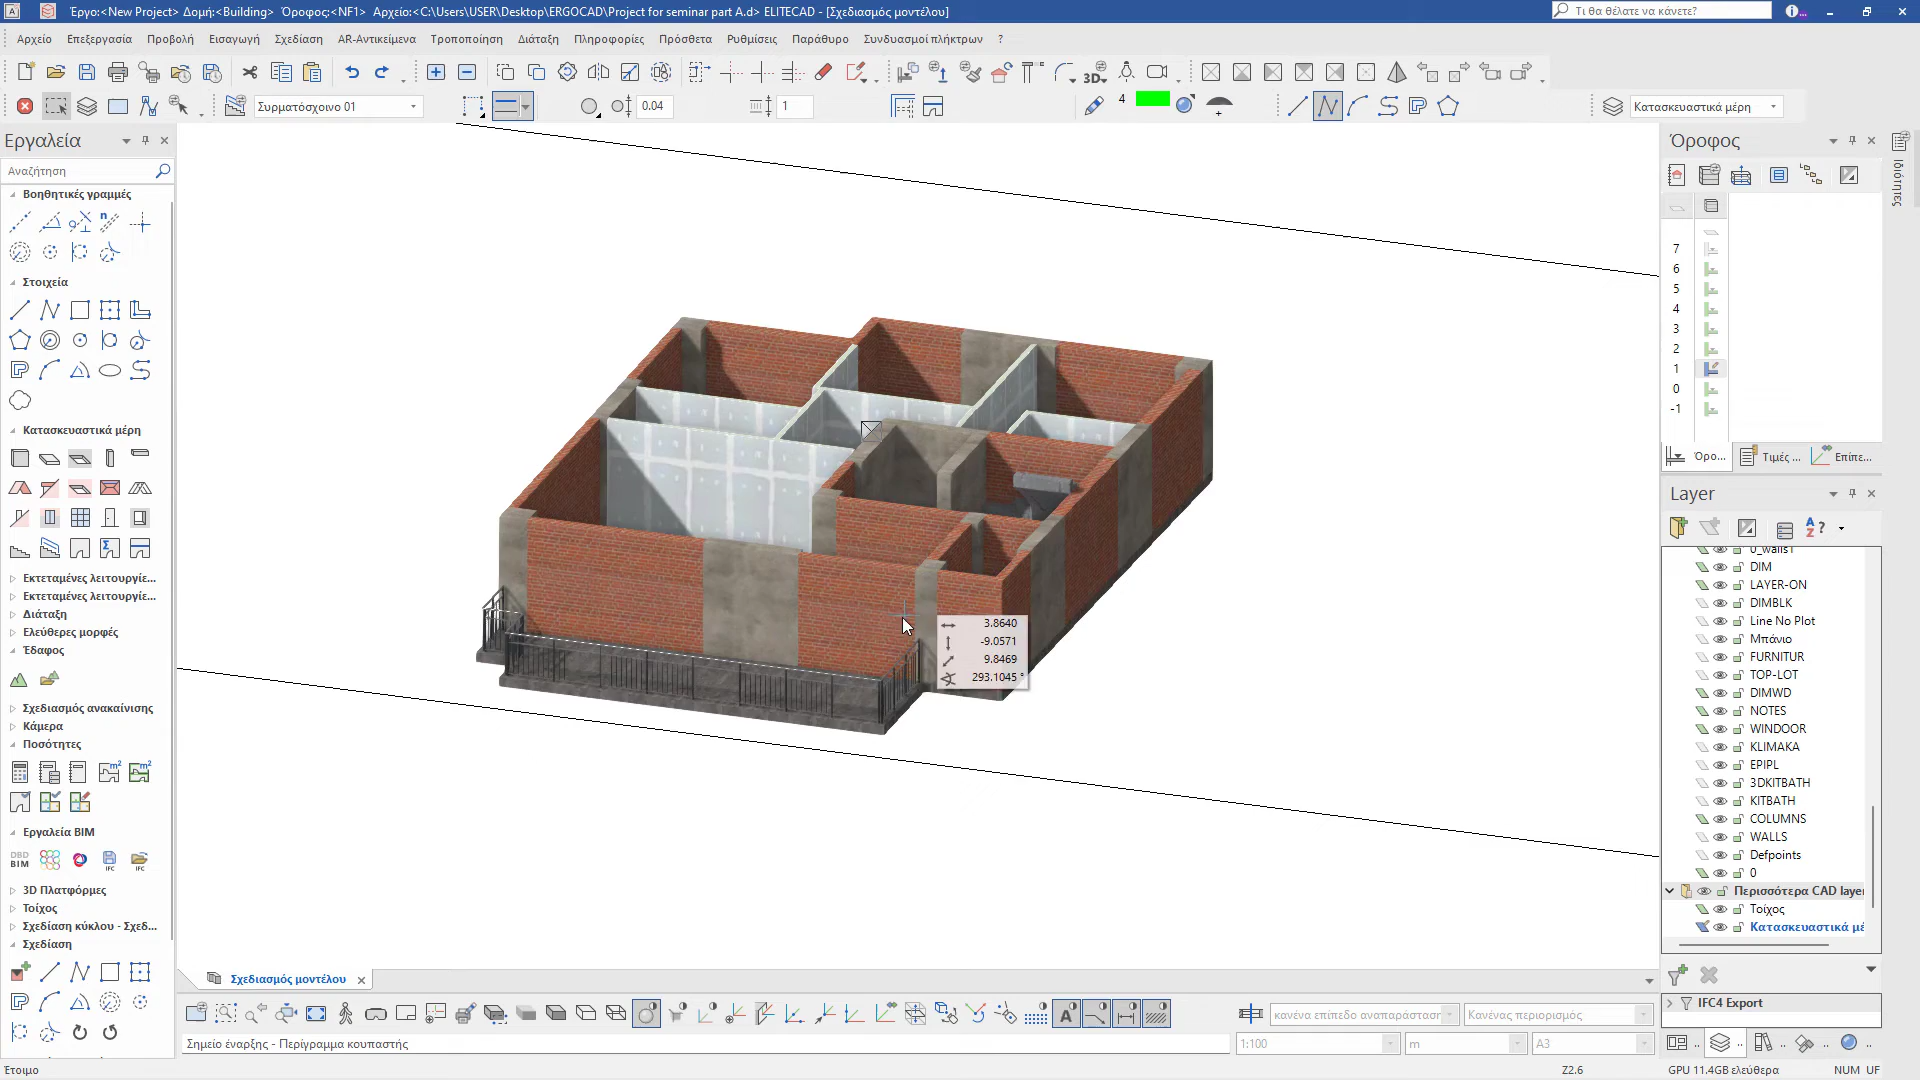 Έργο:<New Project> Δομή:<Building> Όροφος:<NF1> Αρχείο:<C:\Users\USER\Desktop\ERGOCAD\Project for seminar part A.d> ELITECAD - [Σχεδιασμός μοντέλου]
Τι θα θέλατε να κάνετε?
Αρχείο Επεξεργασία Προβολή Εισαγωγή Σχεδίαση AR-Αντικείμενα Τροποποίηση Διάταξη Πληροφορίες Πρόσθετα Ρυθμίσεις Παράθυρο Συνδυασμοί πλήκτρων ?
3D
Συρματόσχοινο 01
0.04
1
4
Κατασκευαστικά μέρη
Εργαλεία
Αναζήτηση
Βοηθητικές γραμμές
Στοιχεία
Κατασκευαστικά μέρη
Εκτεταμένες λειτουργίε...
Εκτεταμένες λειτουργίε...
Διάταξη
Ελεύθερες μορφές
Έδαφος
Σχεδιασμός ανακαίνισης
Κάμερα
Ποσότητες
Εργαλεία BIM
3D Πλατφόρμες
Τοίχος
Σχεδίαση κύκλου - Σχεδ...
Σχεδίαση
3.8640
-9.0571
9.8469
293.1045 °
Όροφος
7
6
5
4
3
2
1
0
-1
Όρο...
Τιμές ...
Επίπε...
Ιδιότητες
Layer
0_walls1
DIM
LAYER-ON
DIMBLK
Line No Plot
Μπάνιο
FURNITUR
TOP-LOT
DIMWD
NOTES
WINDOOR
KLIMAKA
EPIPL
3DKITBATH
KITBATH
COLUMNS
WALLS
Defpoints
0
Περισσότερα CAD layer
Τοίχος
Κατασκευαστικά μέ
IFC4 Export
Σχεδιασμός μοντέλου
κανένα επίπεδο αναπαράσταση
Κανένας περιορισμός
Σημείο έναρξης - Περίγραμμα κουπαστής
1:100
m
A3
Έτοιμο
Z2.6
GPU 11.4GB ελεύθερα
NUM UF